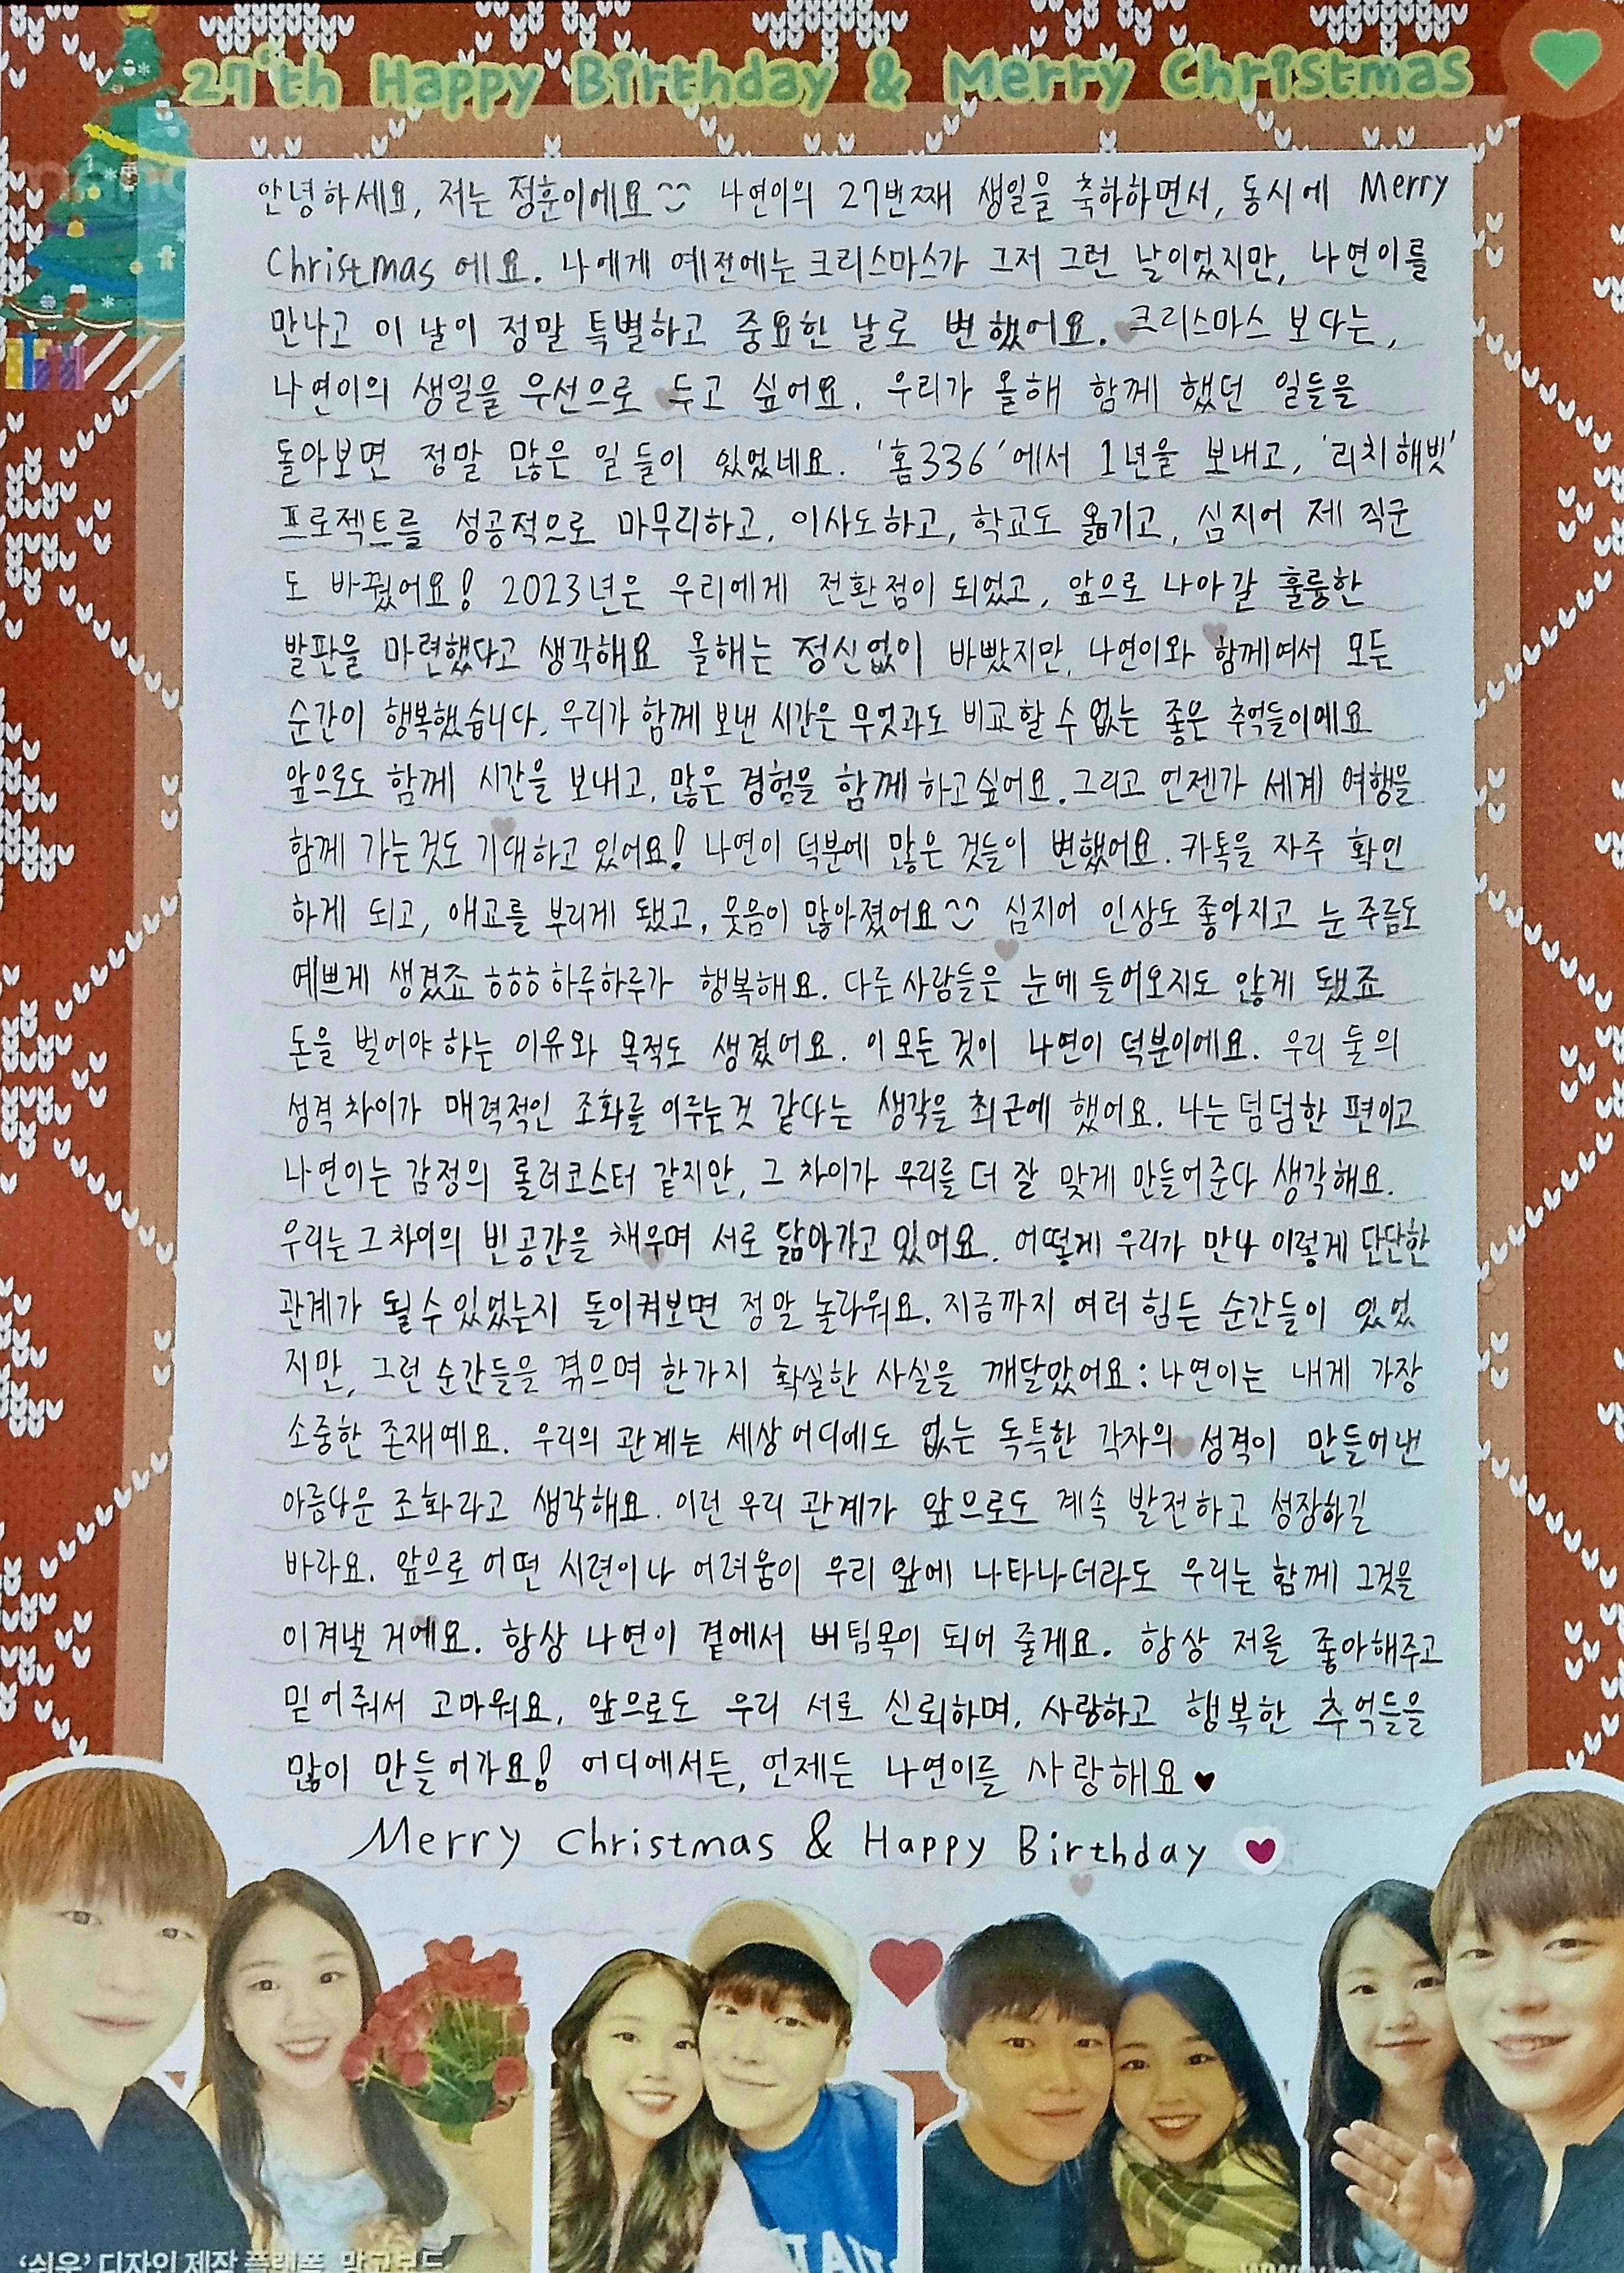 27'th Happy Birthday & Merry Christmas
안녕하세요, 저는 정훈이에요^^ 나연이의 27번째 생일을 축하하면서, 동시에 Merry
Christmas 에요. 나에게 예전에는 크리스마스가 그저 그런 날이었지만, 나연이를
만나고 이 날이 정말 특별하고 중요한 날로 변했어요. 크리스마스 보다는,
나연이의 생일을 우선으로 두고 싶어요. 우리가 올해 함께 했던 일들을
돌아보면 정말 많은 일들이 있었네요. '홈336'에서 1년을 보내고, '리치해빗'
프로젝트를 성공적으로 마무리하고, 이사도하고, 학교도 옮기고, 심지어 제 직군
도 바꿨어요! 2023년은 우리에게 전환점이 되었고, 앞으로 나아갈 훌륭한
발판을 마련했다고 생각해요 올해는 정신없이 바빴지만, 나연이와 함께여서 모든
순간이 행복했습니다. 우리가 함께 보낸 시간은 무엇과도 비교할 수 없는 좋은 추억들이에요
앞으로도 함께 시간을 보내고, 많은 경험을 함께 하고싶어요. 그리고 언젠가 세계 여행을
함께 가는것도 기대하고 있어요! 나연이 덕분에 많은 것들이 변했어요. 카톡을 자주 확인
하게 되고, 애교를 부리게 됐고, 웃음이 많아졌어요^^ 심지어 인상도 좋아지고 눈 주름도
예쁘게 생겼죠 ㅎㅎㅎ 하루하루가 행복해요. 다른 사람들은 눈에 들어오지도 않게 됐죠
돈을 벌어야 하는 이유와 목적도 생겼어요. 이 모든 것이 나연이 덕분이에요. 우리 둘의
성격 차이가 매력적인 조화를 이루는것 같다는 생각을 최근에 했어요. 나는 덤덤한 편이고
나연이는 감정의 롤러코스터 같지만, 그 차이가 우리를 더 잘 맞게 만들어준다 생각해요.
우리는 그 차이의 빈 공간을 채우며 서로 닮아가고 있어요. 어떻게 우리가 만나 이렇게 단단한
관계가 될 수 있었는지 돌이켜보면 정말 놀라워요. 지금까지 여러 힘든 순간들이 있었
지만, 그런 순간들을 겪으며 한가지 확실한 사실을 깨달았어요: 나연이는 내게 가장
소중한 존재예요. 우리의 관계는 세상 어디에도 없는 독특한 각자의 성격이 만들어낸
아름다운 조화라고 생각해요. 이런 우리 관계가 앞으로도 계속 발전하고 성장하길
바라요. 앞으로 어떤 시련이나 어려움이 우리 앞에 나타나더라도 우리는 함께 그것을
이겨낼 거예요. 항상 나연이 곁에서 버팀목이 되어 줄게요. 항상 저를 좋아해주고
믿어줘서 고마워요. 앞으로도 우리 서로 신뢰하며, 사랑하고 행복한 추억들을
많이 만들어가요! 어디에서든, 언제든 나연이를 사랑해요♥
Merry Christmas & Happy Birthday ♥
'쉬운' 디자인 제작 플랫폼, 망고보드